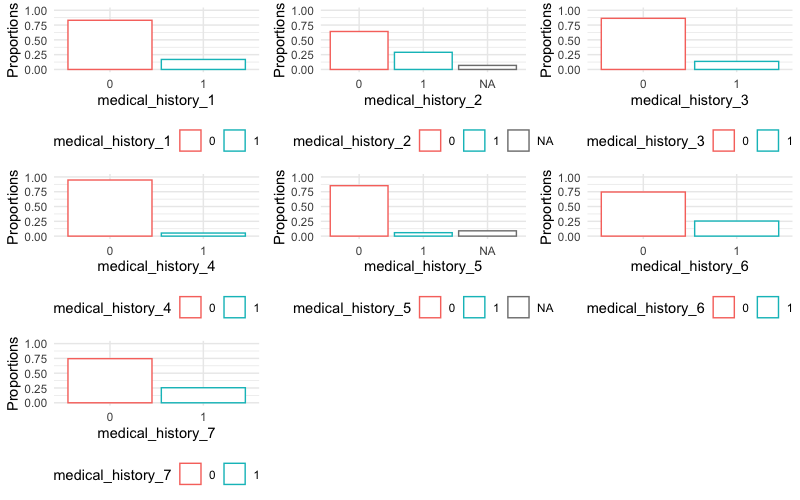 Proportions
1.00
0.75
0.50
0.25
0.00
0 1
medical_history_1
medical_history_1 0 1
Proportions
1.00
0.75
0.50
0.25
0.00
0 1 NA
medical_history_2
medical_history_2 0 1 NA
Proportions
1.00
0.75
0.50
0.25
0.00
0 1
medical_history_3
medical_history_3 0 1
Proportions
1.00
0.75
0.50
0.25
0.00
0 1
medical_history_4
medical_history_4 0 1
Proportions
1.00
0.75
0.50
0.25
0.00
0 1 NA
medical_history_5
medical_history_5 0 1 NA
Proportions
1.00
0.75
0.50
0.25
0.00
0 1
medical_history_6
medical_history_6 0 1
Proportions
1.00
0.75
0.50
0.25
0.00
0 1
medical_history_7
medical_history_7 0 1